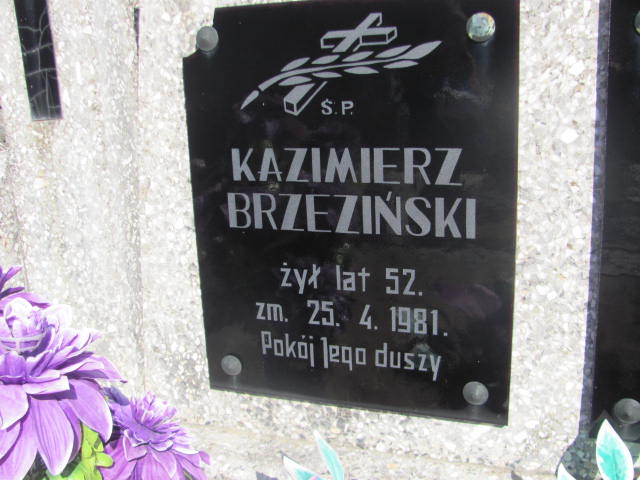 Ś.P.
KAZIMIERZ
BRZEZIŃSKI
żył lat 52.
zm. 25. 4. 1981.
Pokój Jego duszy